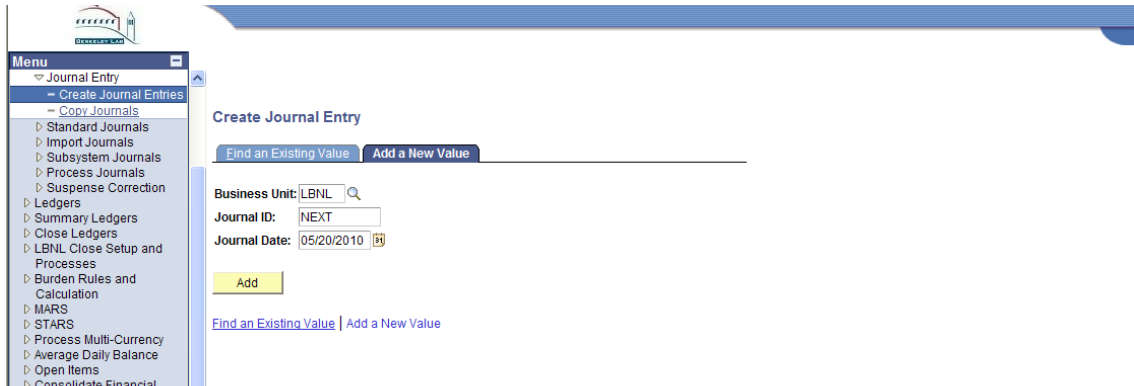 BERKELEY LAB
Menu
Journal Entry
Create Journal Entries
Copy Journals
Standard Journals
Import Journals
Subsystem Journals
Process Journals
Suspense Correction
Ledgers
Summary Ledgers
Close Ledgers
LBNL Close Setup and
Processes
Burden Rules and
Calculation
MARS
STARS
Process Multi-Currency
Average Daily Balance
Open Items
Consolidate Financial
Create Journal Entry
Find an Existing Value Add a New Value
Business Unit: LBNL
Journal ID: NEXT
Journal Date: 05/20/2010 31
Add
Find an Existing Value | Add a New Value